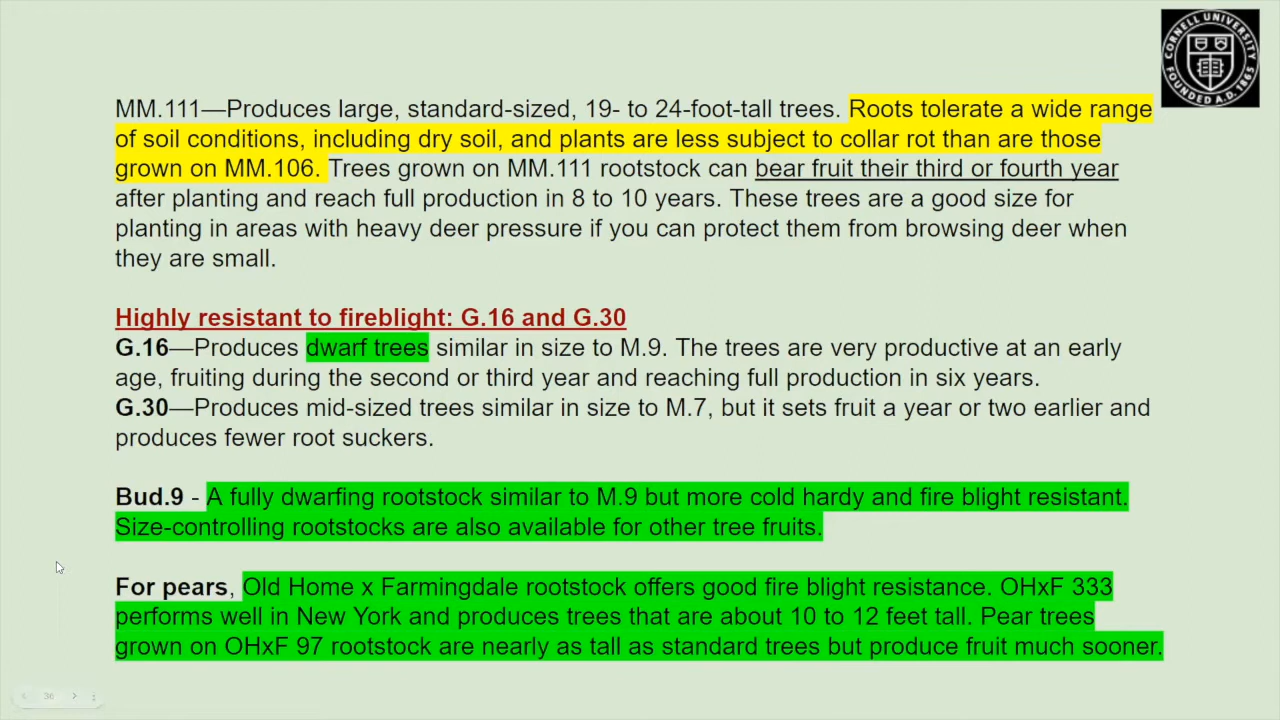 CORNELL UNIVERSITY
FOUNDED A.D. 1865
MM.111—Produces large, standard-sized, 19- to 24-foot-tall trees. Roots tolerate a wide range
of soil conditions, including dry soil, and plants are less subject to collar rot than are those
grown on MM.106. Trees grown on MM.111 rootstock can bear fruit their third or fourth year
after planting and reach full production in 8 to 10 years. These trees are a good size for
planting in areas with heavy deer pressure if you can protect them from browsing deer when
they are small.
Highly resistant to fireblight: G.16 and G.30
G.16—Produces dwarf trees similar in size to M.9. The trees are very productive at an early
age, fruiting during the second or third year and reaching full production in six years.
G.30—Produces mid-sized trees similar in size to M.7, but it sets fruit a year or two earlier and
produces fewer root suckers.
Bud.9 - A fully dwarfing rootstock similar to M.9 but more cold hardy and fire blight resistant.
Size-controlling rootstocks are also available for other tree fruits.
For pears, Old Home x Farmingdale rootstock offers good fire blight resistance. OHxF 333
performs well in New York and produces trees that are about 10 to 12 feet tall. Pear trees
grown on OHxF 97 rootstock are nearly as tall as standard trees but produce fruit much sooner.
36